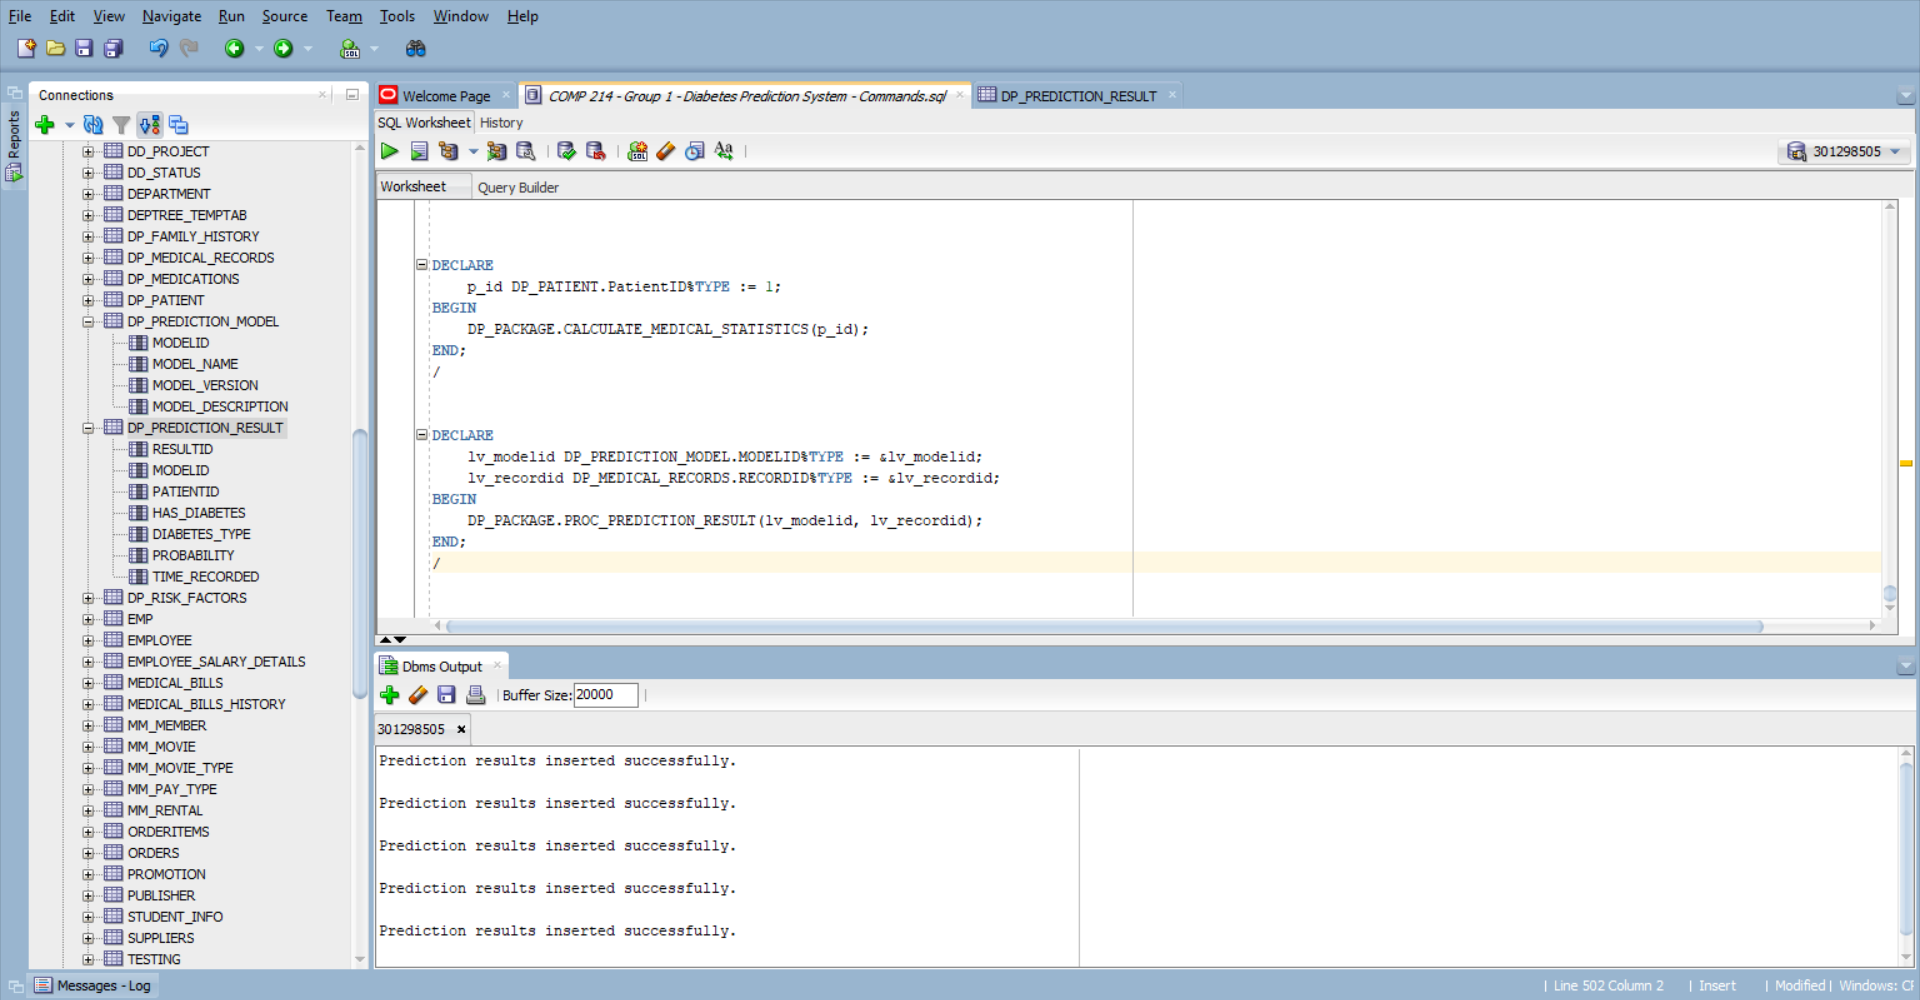 File Edit View Navigate Run Source Team Tools Window Help
Reports
Connections
DD_PROJECT
DD_STATUS
DEPARTMENT
DEPTREE_TEMPTAB
DP_FAMILY_HISTORY
DP_MEDICAL_RECORDS
DP_MEDICATIONS
DP_PATIENT
DP_PREDICTION_MODEL
MODELID
MODEL_NAME
MODEL_VERSION
MODEL_DESCRIPTION
DP_PREDICTION_RESULT
RESULTID
MODELID
PATIENTID
HAS_DIABETES
DIABETES_TYPE
PROBABILITY
TIME_RECORDED
DP_RISK_FACTORS
EMP
EMPLOYEE
EMPLOYEE_SALARY_DETAILS
MEDICAL_BILLS
MEDICAL_BILLS_HISTORY
MM_MEMBER
MM_MOVIE
MM_MOVIE_TYPE
MM_PAY_TYPE
MM_RENTAL
ORDERITEMS
ORDERS
PROMOTION
PUBLISHER
STUDENT_INFO
SUPPLIERS
TESTING
Welcome Page COMP 214 - Group 1 - Diabetes Prediction System - Commands.sql DP_PREDICTION_RESULT
SQL Worksheet History
301298505
Worksheet Query Builder
DECLARE
p_id DP_PATIENT.PatientID%TYPE := 1;
BEGIN
DP_PACKAGE.CALCULATE_MEDICAL_STATISTICS(p_id);
END;
/
DECLARE
lv_modelid DP_PREDICTION_MODEL.MODELID%TYPE := &lv_modelid;
lv_recordid DP_MEDICAL_RECORDS.RECORDID%TYPE := &lv_recordid;
BEGIN
DP_PACKAGE.PROC_PREDICTION_RESULT(lv_modelid, lv_recordid);
END;
/
Dbms Output
Buffer Size: 20000
301298505
Prediction results inserted successfully.
Prediction results inserted successfully.
Prediction results inserted successfully.
Prediction results inserted successfully.
Prediction results inserted successfully.
Messages - Log
| Line 502 Column 2 | Insert | Modified | Windows: CF